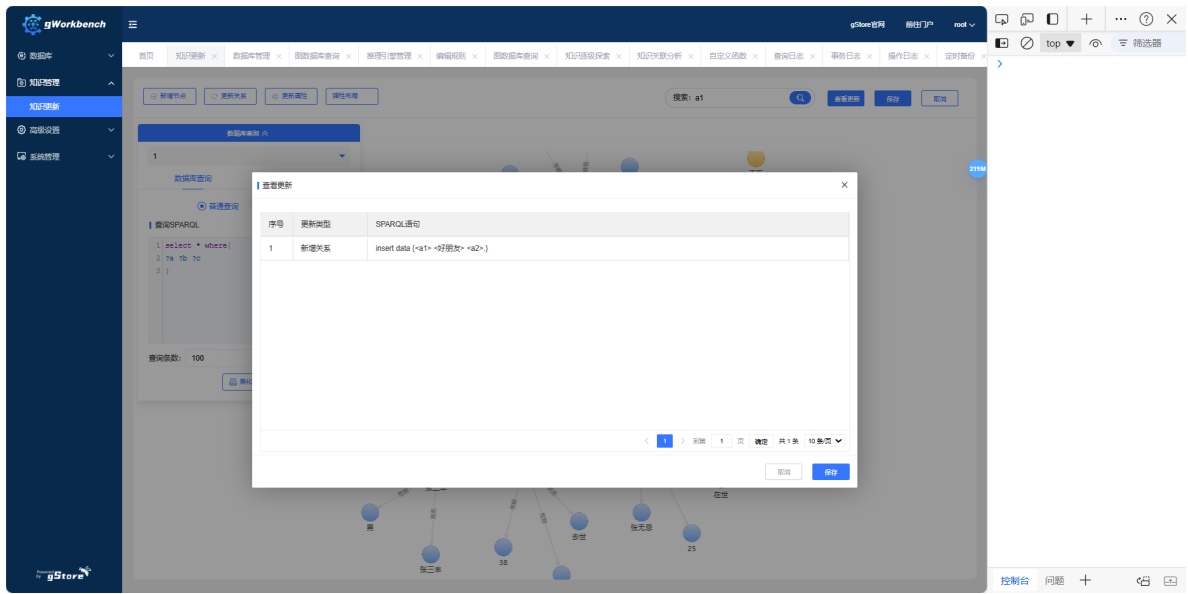 gWorkbench
gStore官网 前往门户 root
top 筛选器
数据库
知识管理
知识更新
高级设置
系统管理
首页 知识更新 × 数据库管理 × 图数据库查询 × 推理引擎管理 × 编辑规则 × 图数据库查询 × 知识逐级探索 × 知识关联分析 × 自定义函数 × 查询日志 × 事务日志 × 操作日志 × 定时备份 ×
新增节点 更新关系 更新属性 弹性布局
搜索: a1
查看更新 保存 取消
数据库查询
1
数据库查询
普通查询
查询SPARQL
1 select * where{
2 ?a ?b ?c
3 }
查询条数: 100
319M
查看更新
序号 更新类型 SPARQL语句
1 新增关系 insert data {<a1> <好朋友> <a2>.}
1 到第 1 页 确定 共 1 条 10 条/页
取消 保存
在世
男
张三丰
38
去世
张无忌
25
Powered by gStore
控制台 问题